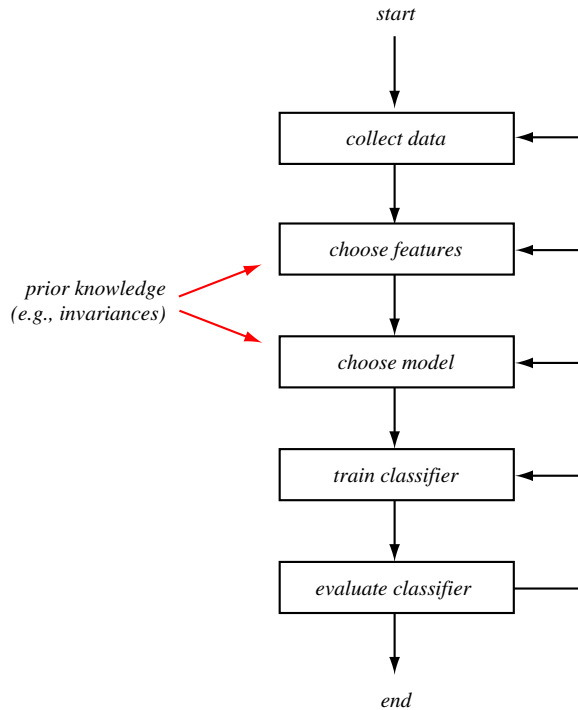 start
collect data
choose features
prior knowledge
(e.g., invariances)
choose model
train classifier
evaluate classifier
end